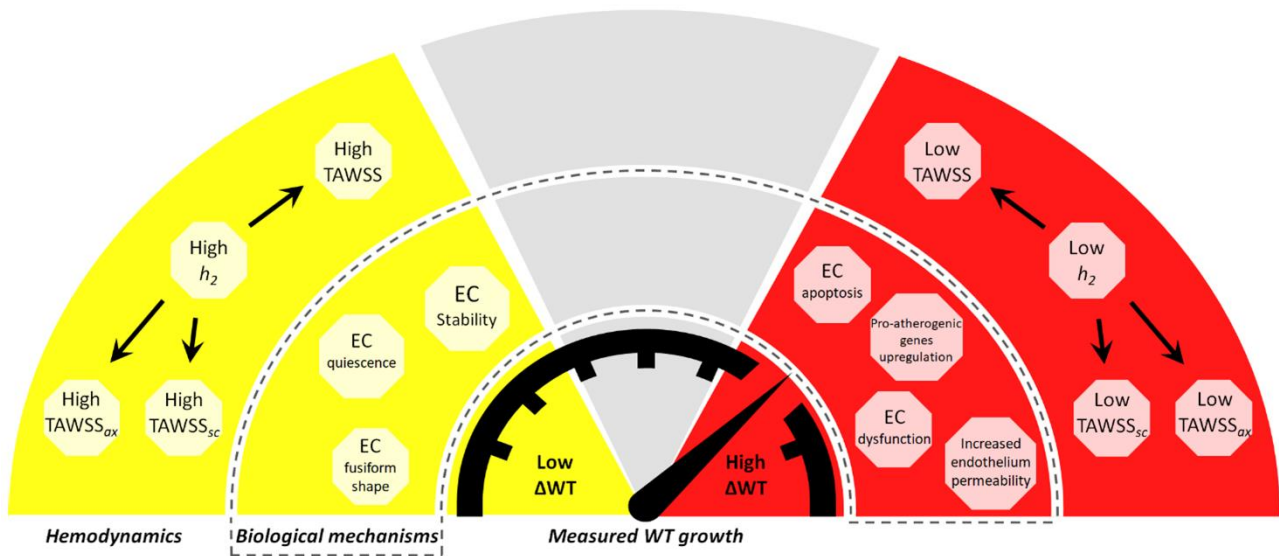 High
TAWSS
High
h2
High
TAWSSax
High
TAWSSsc
EC
Stability
EC
quiescence
EC
fusiform
shape
Low
ΔWT
High
ΔWT
EC
apoptosis
Pro-atherogenic
genes
upregulation
EC
dysfunction
Increased
endothelium
permeability
Low
TAWSS
Low
h2
Low
TAWSSsc
Low
TAWSSax
Hemodynamics
Biological mechanisms
Measured WT growth